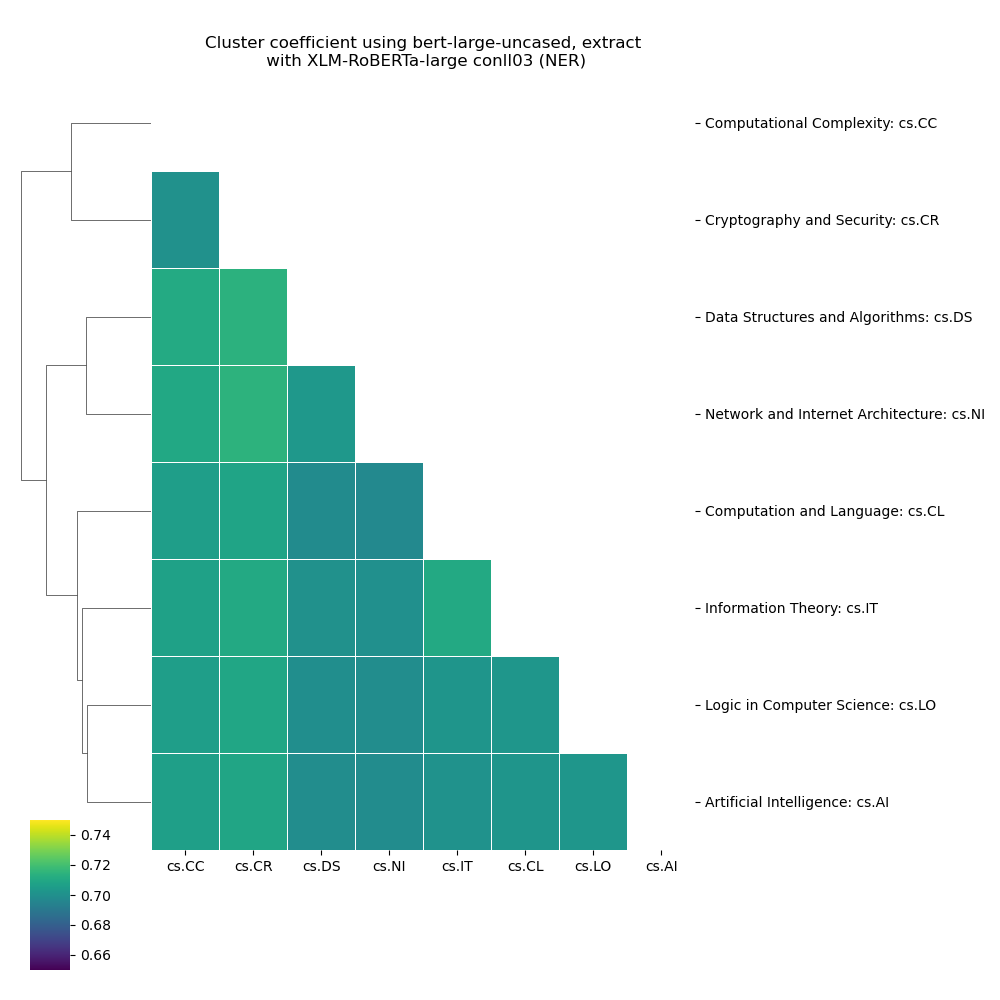 Cluster coefficient using bert-large-uncased, extract
with XLM-RoBERTa-large conll03 (NER)
Computational Complexity: cs.CC
Cryptography and Security: cs.CR
Data Structures and Algorithms: cs.DS
Network and Internet Architecture: cs.NI
Computation and Language: cs.CL
Information Theory: cs.IT
Logic in Computer Science: cs.LO
Artificial Intelligence: cs.AI
0.74
0.72
0.70
0.68
0.66
cs.CC cs.CR cs.DS cs.NI cs.IT cs.CL cs.LO cs.AI